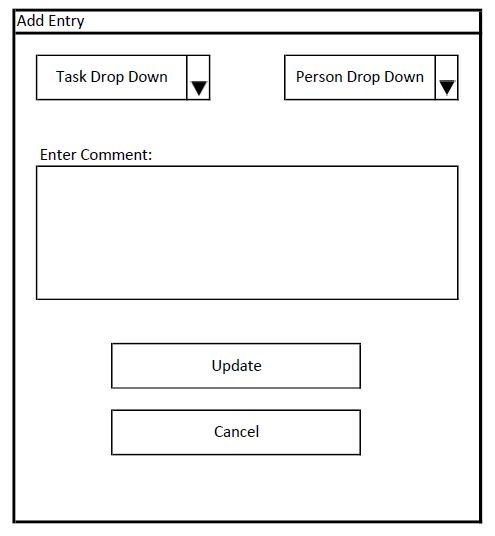 Add Entry
Task Drop Down
Person Drop Down
Enter Comment:
Update
Cancel